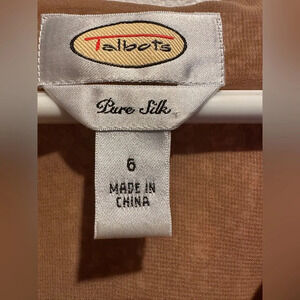 Talbots
Pure Silk
6
MADE IN
CHINA